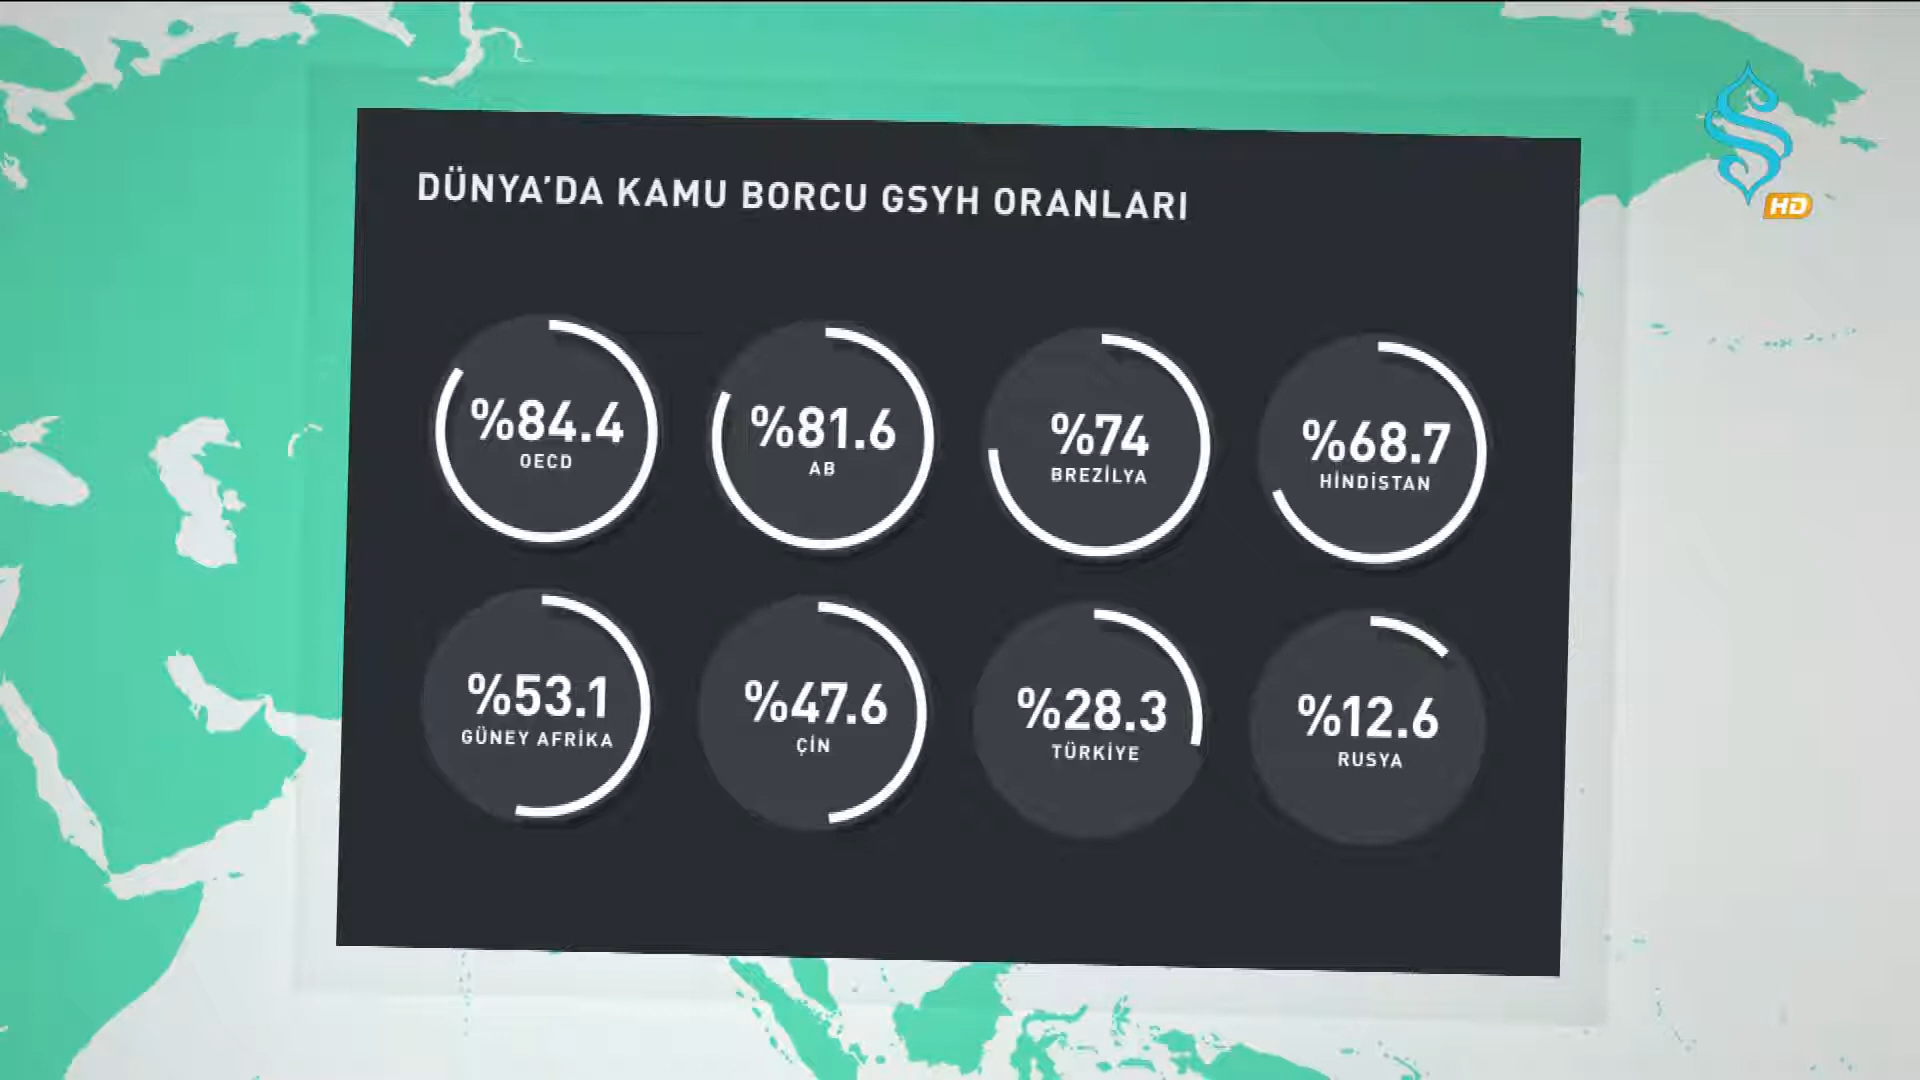 HD
DÜNYA'DA KAMU BORCU GSYH ORANLARI
%84.4
OECD
%81.6
AB
%74
BREZİLYA
%68.7
HİNDİSTAN
%53.1
GÜNEY AFRİKA
%47.6
ÇİN
%28.3
TÜRKİYE
%12.6
RUSYA